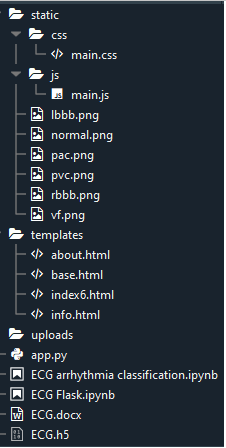 static
css
main.css
js
main.js
lbbb.png
normal.png
pac.png
pvc.png
rbbb.png
vf.png
templates
about.html
base.html
index6.html
info.html
uploads
app.py
ECG arrhythmia classification.ipynb
ECG Flask.ipynb
ECG.docx
ECG.h5